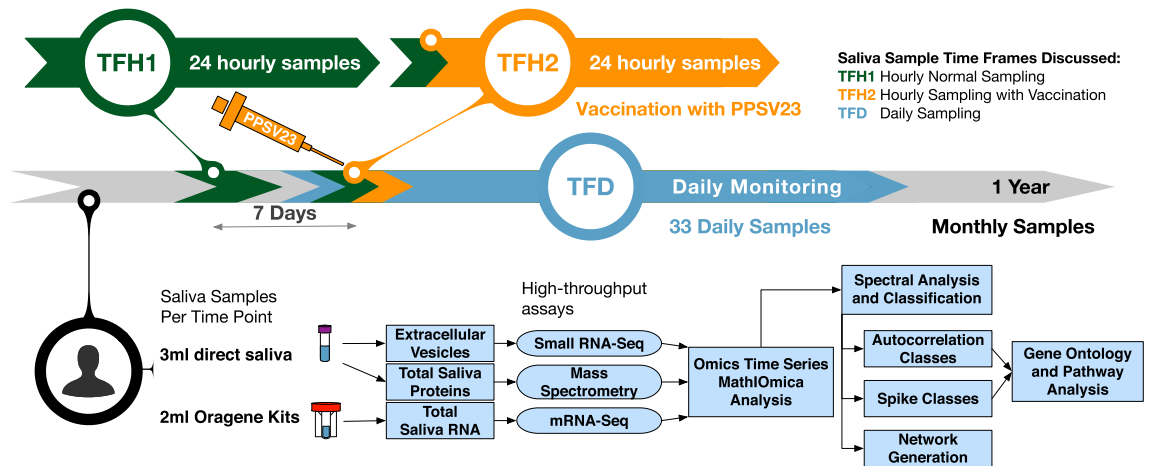 TFH1
24 hourly samples
TFH2
24 hourly samples
Vaccination with PPSV23
Saliva Sample Time Frames Discussed:
TFH1 Hourly Normal Sampling
TFH2 Hourly Sampling with Vaccination
TFD Daily Sampling
PPSV23
TFD
Daily Monitoring
1 Year
7 Days
33 Daily Samples
Monthly Samples
Saliva Samples
Per Time Point
3ml direct saliva
2ml Oragene Kits
High-throughput
assays
Extracellular
Vesicles
Total Saliva
Proteins
Total
Saliva RNA
Small RNA-Seq
Mass
Spectrometry
mRNA-Seq
Omics Time Series
MathIOmica
Analysis
Spectral Analysis
and Classification
Autocorrelation
Classes
Spike Classes
Network
Generation
Gene Ontology
and Pathway
Analysis